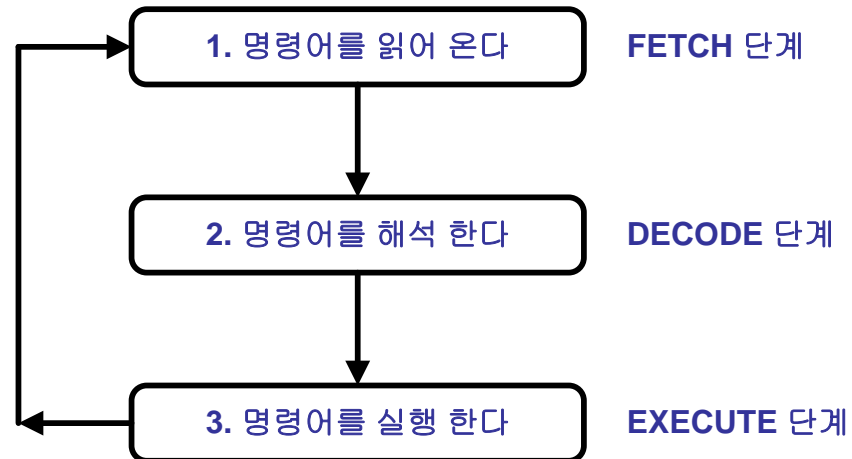 1. 명령어를 읽어 온다 FETCH 단계
2. 명령어를 해석 한다 DECODE 단계
3. 명령어를 실행 한다 EXECUTE 단계